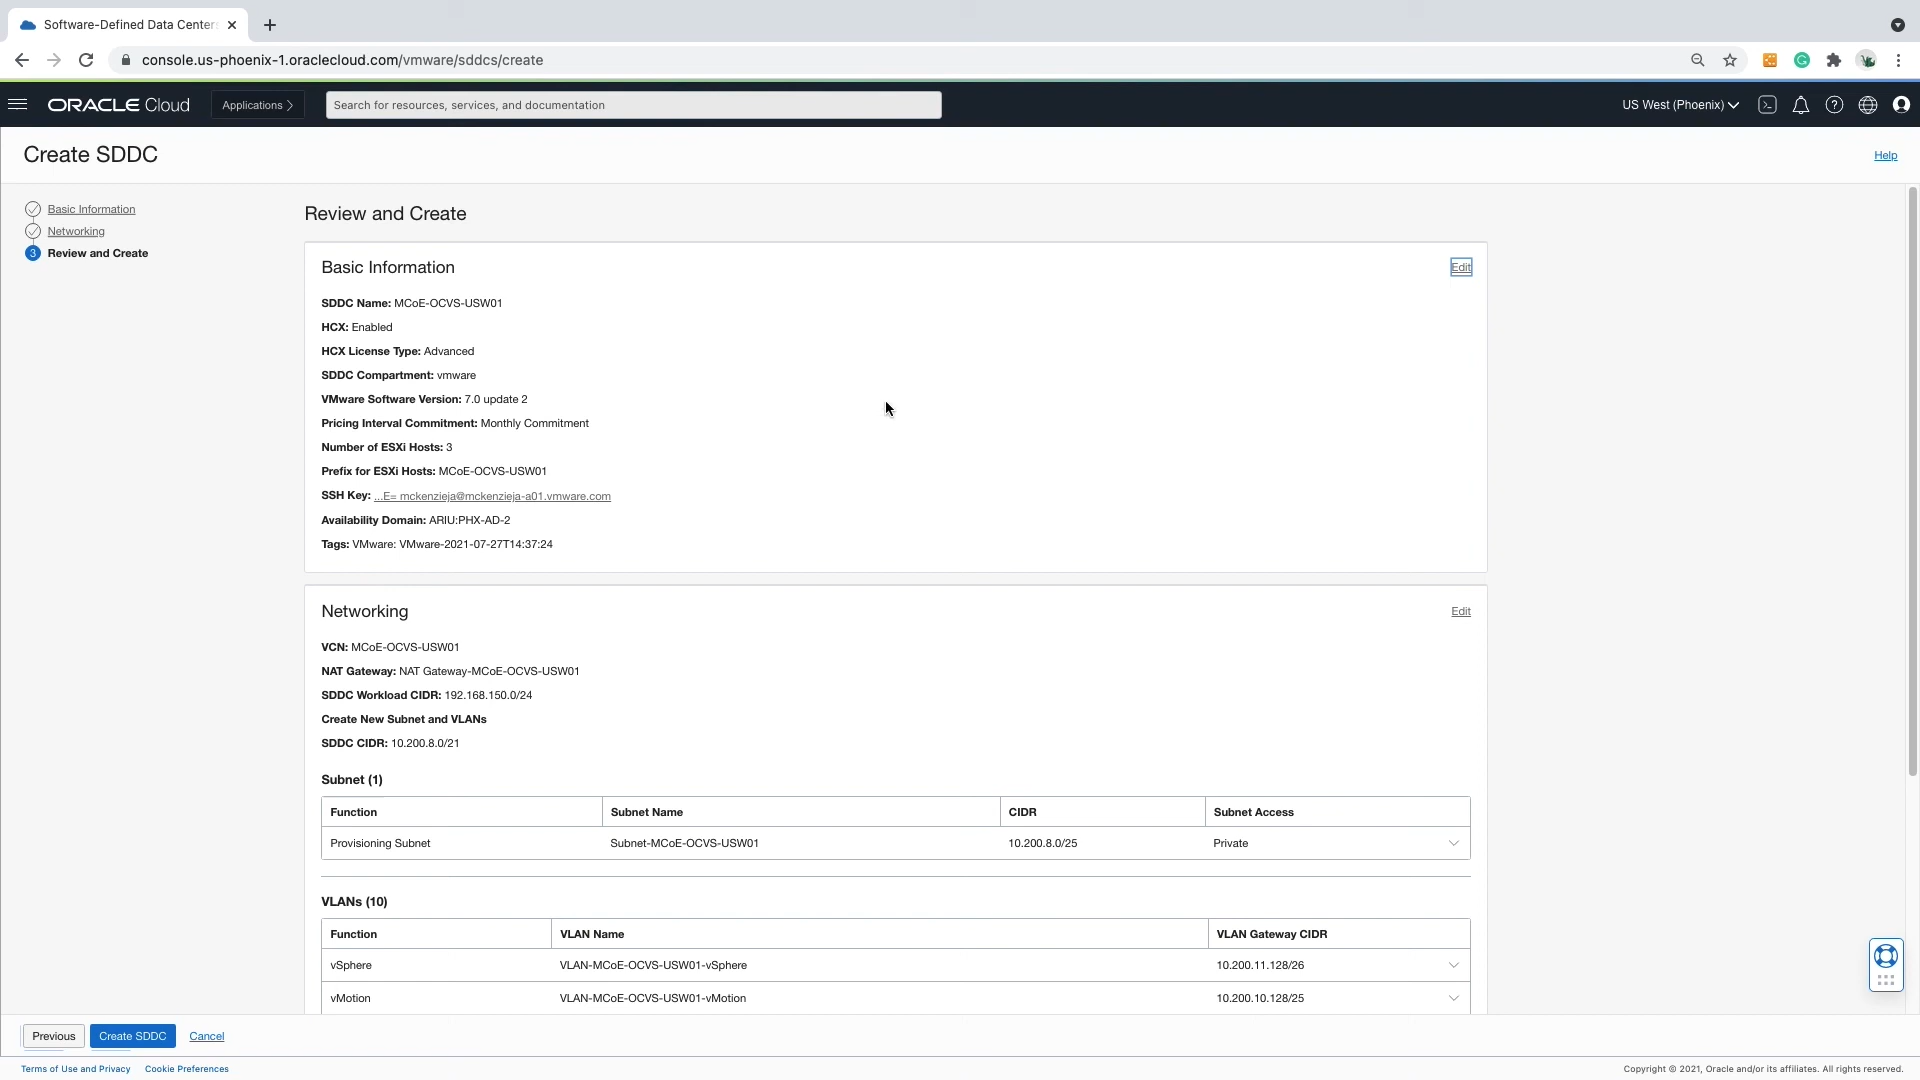 Software-Defined Data Center
console.us-phoenix-1.oraclecloud.com/vmware/sddcs/create
ORACLE Cloud
Applications
Search for resources, services, and documentation
US West (Phoenix)
Create SDDC
Help
Basic Information
Networking
3 Review and Create
Review and Create
Basic Information
Edit
SDDC Name: MCoE-OCVS-USW01
HCX: Enabled
HCX License Type: Advanced
SDDC Compartment: vmware
VMware Software Version: 7.0 update 2
Pricing Interval Commitment: Monthly Commitment
Number of ESXi Hosts: 3
Prefix for ESXi Hosts: MCoE-OCVS-USW01
SSH Key: ...E= mckenzieja@mckenzieja-a01.vmware.com
Availability Domain: ARIU:PHX-AD-2
Tags: VMware: VMware-2021-07-27T14:37:24
Networking
Edit
VCN: MCoE-OCVS-USW01
NAT Gateway: NAT Gateway-MCoE-OCVS-USW01
SDDC Workload CIDR: 192.168.150.0/24
Create New Subnet and VLANs
SDDC CIDR: 10.200.8.0/21
Subnet (1)
Function Subnet Name CIDR Subnet Access
Provisioning Subnet Subnet-MCoE-OCVS-USW01 10.200.8.0/25 Private
VLANs (10)
Function VLAN Name VLAN Gateway CIDR
vSphere VLAN-MCoE-OCVS-USW01-vSphere 10.200.11.128/26
vMotion VLAN-MCoE-OCVS-USW01-vMotion 10.200.10.128/25
Previous Create SDDC Cancel
Terms of Use and Privacy Cookie Preferences
Copyright © 2021, Oracle and/or its affiliates. All rights reserved.